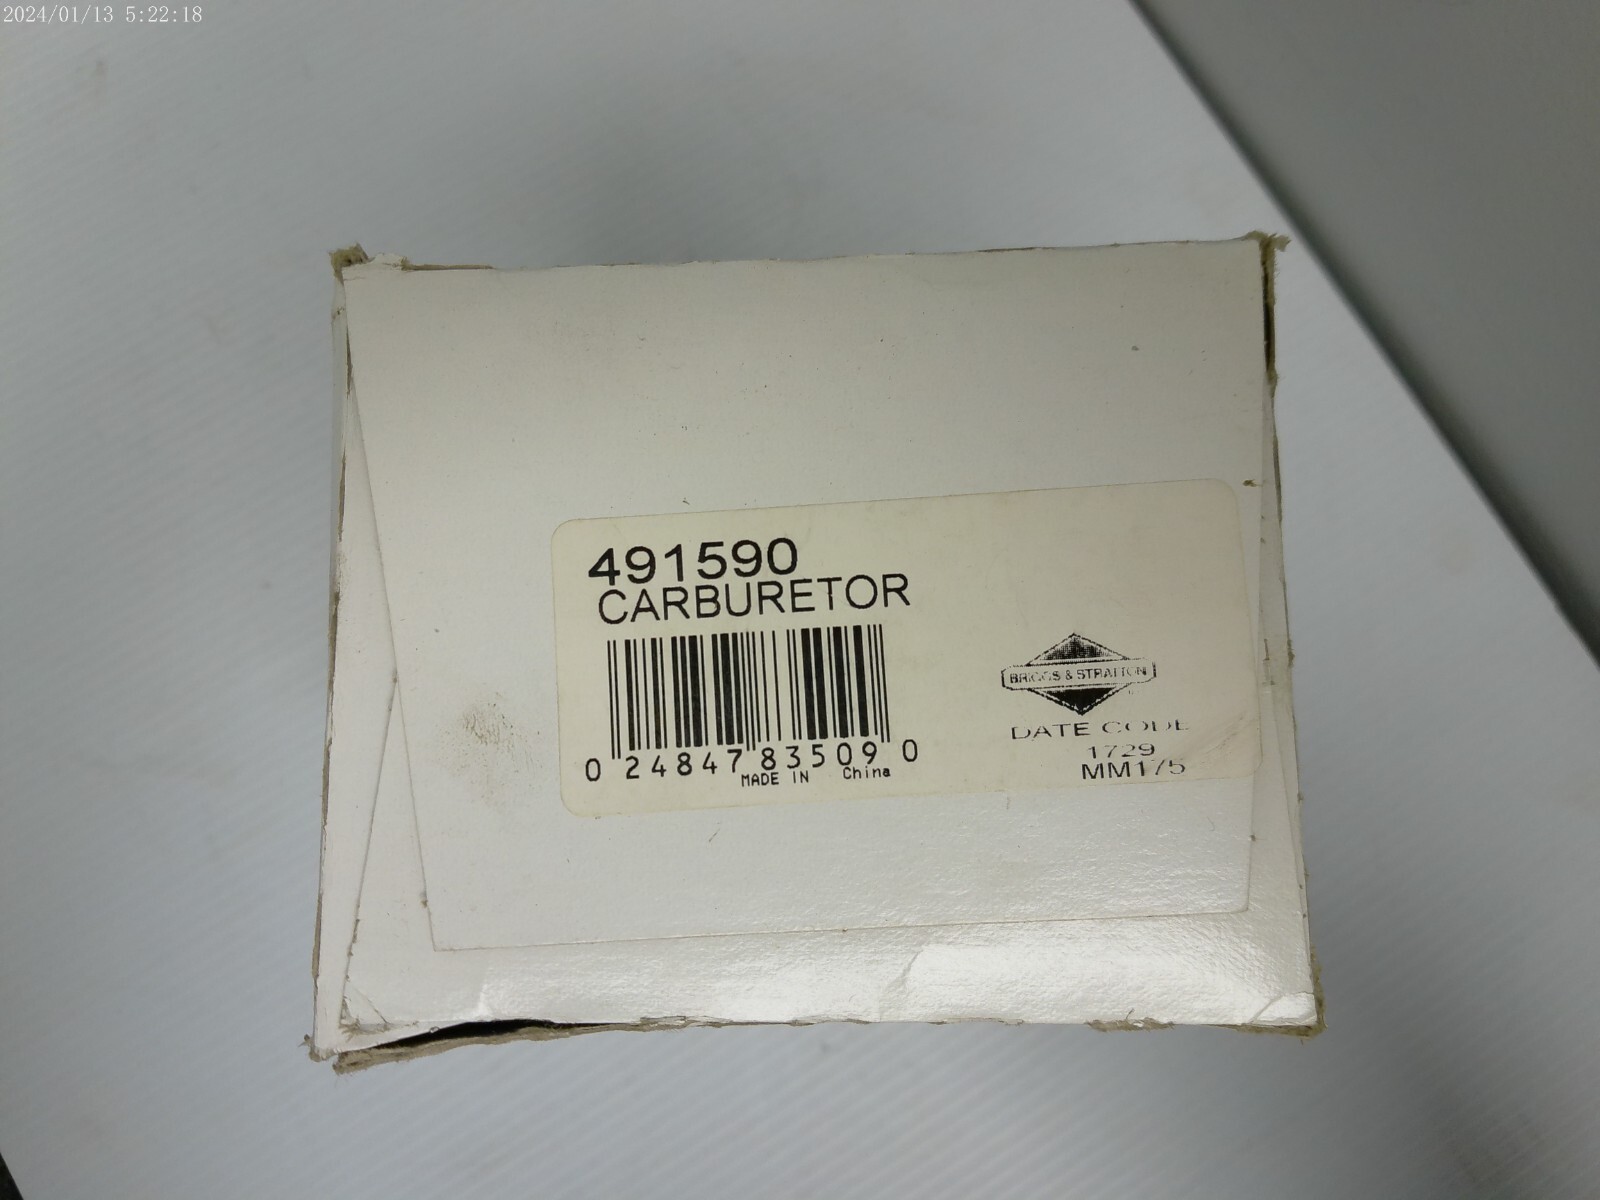 2024/01/13 5:22:18
491590
CARBURETOR
0 24847 83509 0
MADE IN China
BRIGGS & STRATTON
DATE CODE
1729
MM175